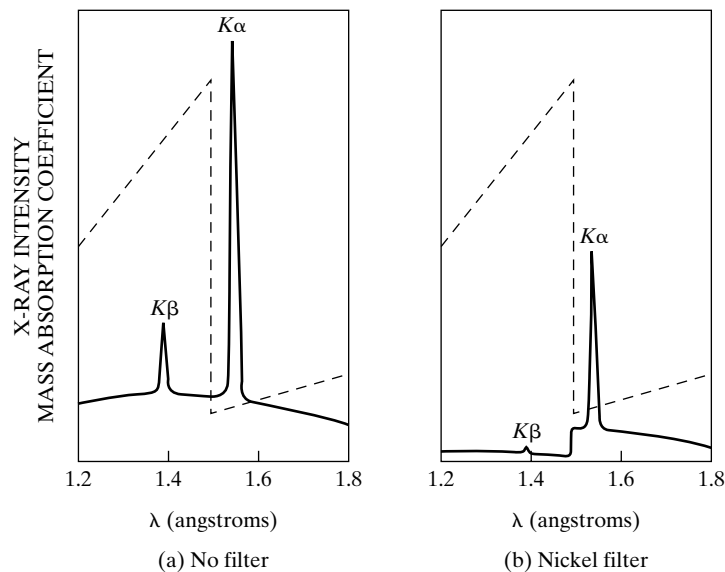 X-RAY INTENSITY
MASS ABSORPTION COEFFICIENT
Kα
Kβ
1.2 1.4 1.6 1.8
λ (angstroms)
(a) No filter
Kα
Kβ
1.2 1.4 1.6 1.8
λ (angstroms)
(b) Nickel filter